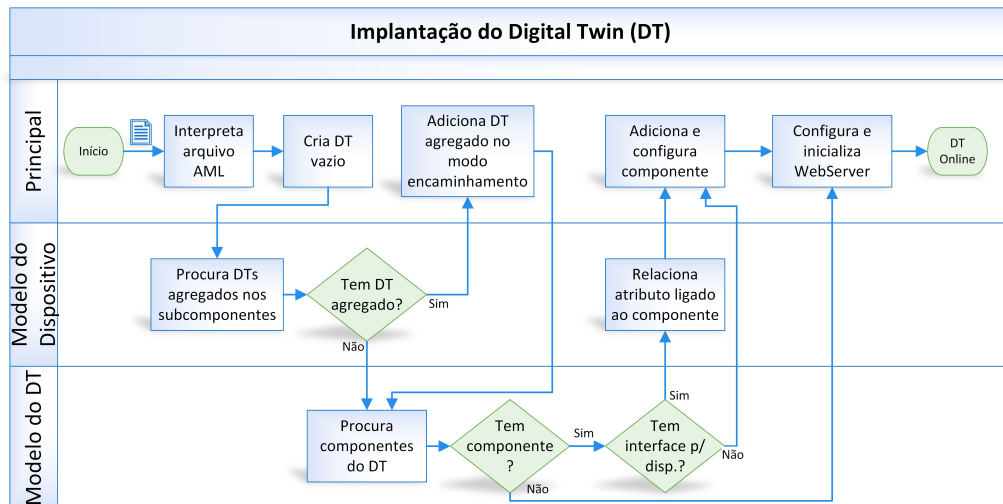 Implantação do Digital Twin (DT)
Principal
Início
Interpreta
arquivo
AML
Cria DT
vazio
Adiciona DT
agregado no
modo
encaminhamento
Adiciona e
configura
componente
Configura e
inicializa
WebServer
DT
Online
Modelo do
Dispositivo
Procura DTs
agregados nos
subcomponentes
Tem DT
agregado?
Sim
Não
Relaciona
atributo ligado
ao componente
Modelo do DT
Procura
componentes
do DT
Tem
componente
?
Sim
Não
Tem
interface p/
disp.?
Sim
Não